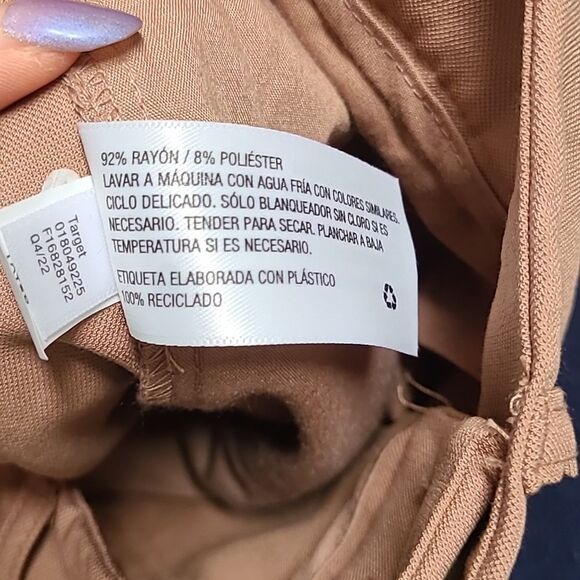 92% RAYÓN / 8% POLIÉSTER
LAVAR A MÁQUINA CON AGUA FRÍA CON COLORES SIMILARES.
CICLO DELICADO. SÓLO BLANQUEADOR SIN CLORO SI ES
NECESARIO. TENDER PARA SECAR. PLANCHAR A BAJA
TEMPERATURA SI ES NECESARIO.
ETIQUETA ELABORADA CON PLÁSTICO
100% RECICLADO
Target
018049225
F16828152
Q4/22